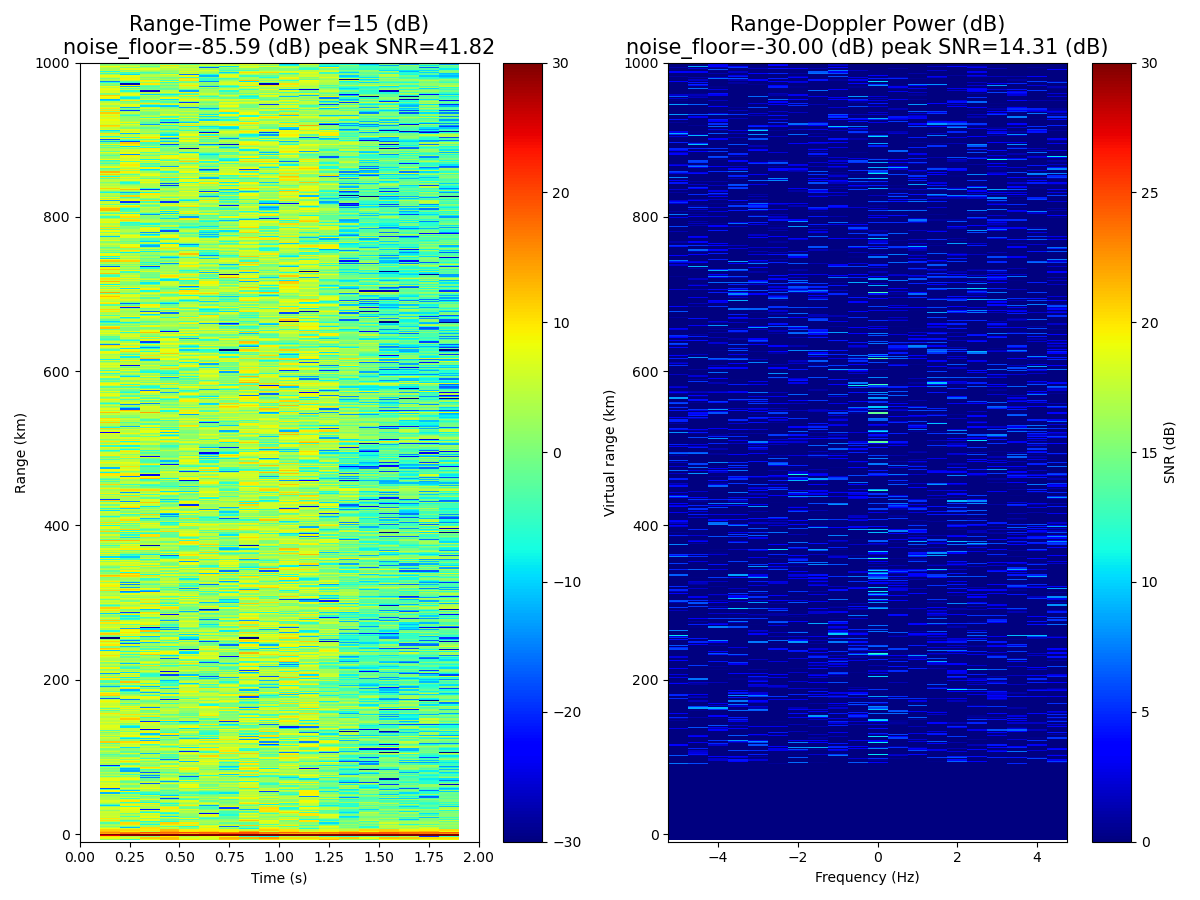 Range-Time Power f=15 (dB)
noise_floor=-85.59 (dB) peak SNR=41.82
Range-Doppler Power (dB)
noise_floor=-30.00 (dB) peak SNR=14.31 (dB)
1000
800
600
400
200
0
Range (km)
0.00 0.25 0.50 0.75 1.00 1.25 1.50 1.75 2.00
Time (s)
30
20
10
0
−10
−20
−30
1000
800
600
400
200
0
Virtual range (km)
−4 −2 0 2 4
Frequency (Hz)
30
25
20
15
10
5
0
SNR (dB)